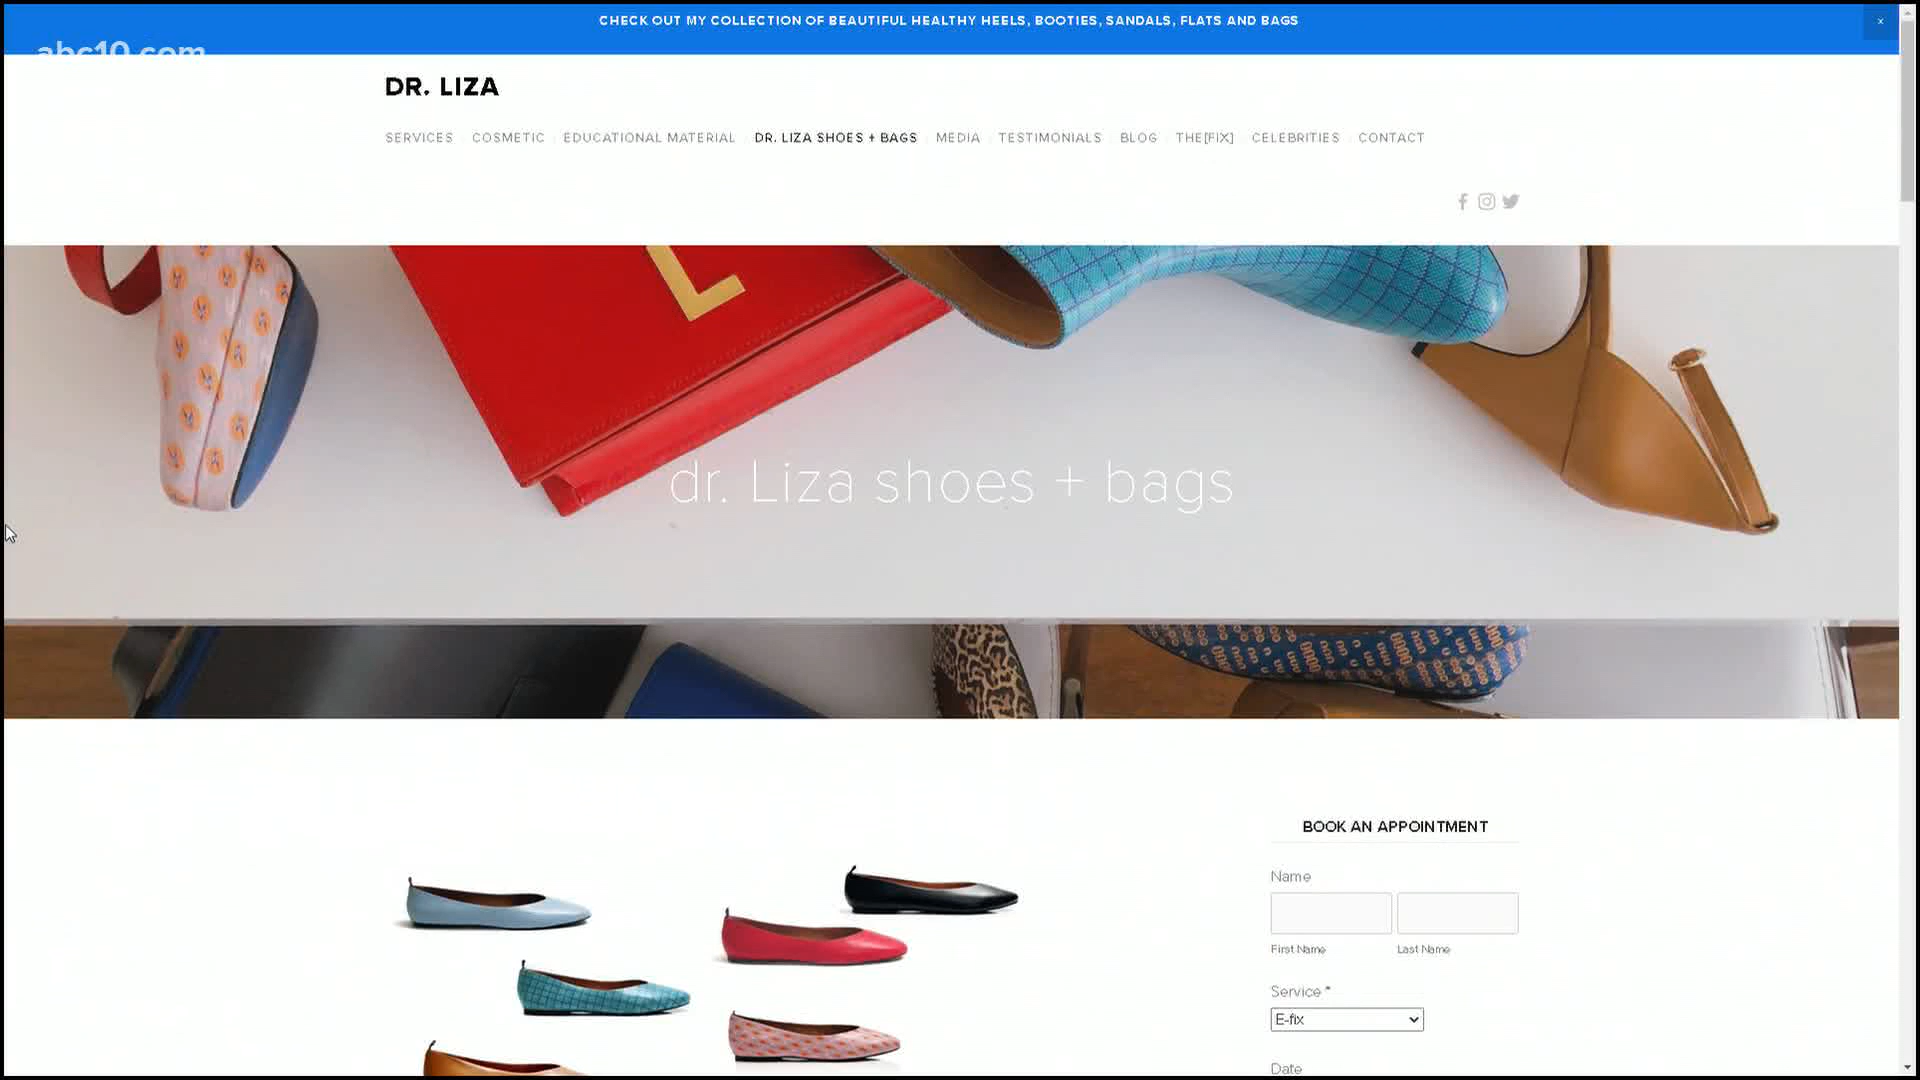 CHECK OUT MY COLLECTION OF BEAUTIFUL HEALTHY HEELS, BOOTIES, SANDALS, FLATS AND BAGS
x
abc10.com
DR. LIZA
SERVICES COSMETIC EDUCATIONAL MATERIAL DR. LIZA SHOES + BAGS MEDIA TESTIMONIALS BLOG THE[FIX] CELEBRITIES CONTACT
L
dr. Liza shoes + bags
BOOK AN APPOINTMENT
Name
First Name Last Name
Service *
E-fix
Date